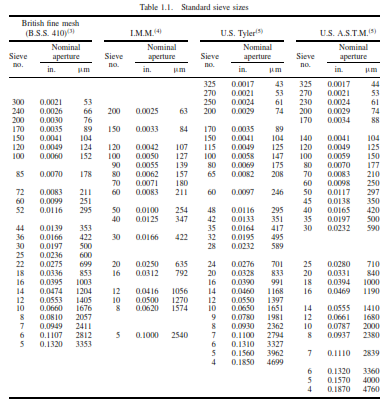 Table 1.1. Standard sieve sizes
British fine mesh
(B.S.S. 410)(3) I.M.M.(4) U.S. Tyler(5) U.S. A.S.T.M.(5)
Nominal Nominal Nominal Nominal
Sieve aperture Sieve aperture Sieve aperture Sieve aperture
no. in. μm no. in. μm no. in. μm no. in. μm
325 0.0017 43 325 0.0017 44
270 0.0021 53 270 0.0021 53
300 0.0021 53 250 0.0024 61 230 0.0024 61
240 0.0026 66 200 0.0025 63 200 0.0029 74 200 0.0029 74
200 0.0030 76 170 0.0034 88
170 0.0035 89 150 0.0033 84 170 0.0035 89
150 0.0041 104 150 0.0041 104 140 0.0041 104
120 0.0049 124 120 0.0042 107 115 0.0049 125 120 0.0049 125
100 0.0060 152 100 0.0050 127 100 0.0058 147 100 0.0059 150
90 0.0055 139 80 0.0069 175 80 0.0070 177
85 0.0070 178 80 0.0062 157 65 0.0082 208 70 0.0083 210
70 0.0071 180 60 0.0098 250
72 0.0083 211 60 0.0083 211 60 0.0097 246 50 0.0117 297
60 0.0099 251 45 0.0138 350
52 0.0116 295 50 0.0100 254 48 0.0116 295 40 0.0165 420
40 0.0125 347 42 0.0133 351 35 0.0197 500
44 0.0139 353 35 0.0164 417 30 0.0232 590
36 0.0166 422 30 0.0166 422 32 0.0195 495
30 0.0197 500 28 0.0232 589
25 0.0236 600
22 0.0275 699 20 0.0250 635 24 0.0276 701 25 0.0280 710
18 0.0336 853 16 0.0312 792 20 0.0328 833 20 0.0331 840
16 0.0395 1003 16 0.0390 991 18 0.0394 1000
14 0.0474 1204 12 0.0416 1056 14 0.0460 1168 16 0.0469 1190
12 0.0553 1405 10 0.0500 1270 12 0.0550 1397
10 0.0660 1676 8 0.0620 1574 10 0.0650 1651 14 0.0555 1410
8 0.0810 2057 9 0.0780 1981 12 0.0661 1680
7 0.0949 2411 8 0.0930 2362 10 0.0787 2000
6 0.1107 2812 5 0.1000 2540 7 0.1100 2794 8 0.0937 2380
5 0.1320 3353 6 0.1310 3327
5 0.1560 3962 7 0.1110 2839
4 0.1850 4699
6 0.1320 3360
5 0.1570 4000
4 0.1870 4760